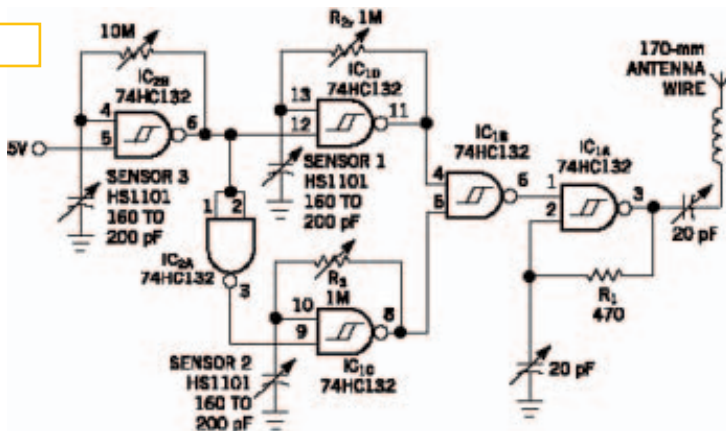 10M
IC2B
74HC132
4
5
6
5V
SENSOR 3
HS1101
160 TO
200 pF
R2, 1M
IC1D
74HC132
13
12
11
SENSOR 1
HS1101
160 TO
200 pF
1
2
IC2A
74HC132
3
R3
1M
10
9
8
IC1C
74HC132
SENSOR 2
HS1101
160 TO
200 pF
IC1B
74HC132
4
5
6
IC1A
74HC132
1
2
3
170-mm
ANTENNA
WIRE
20 pF
R1
470
20 pF